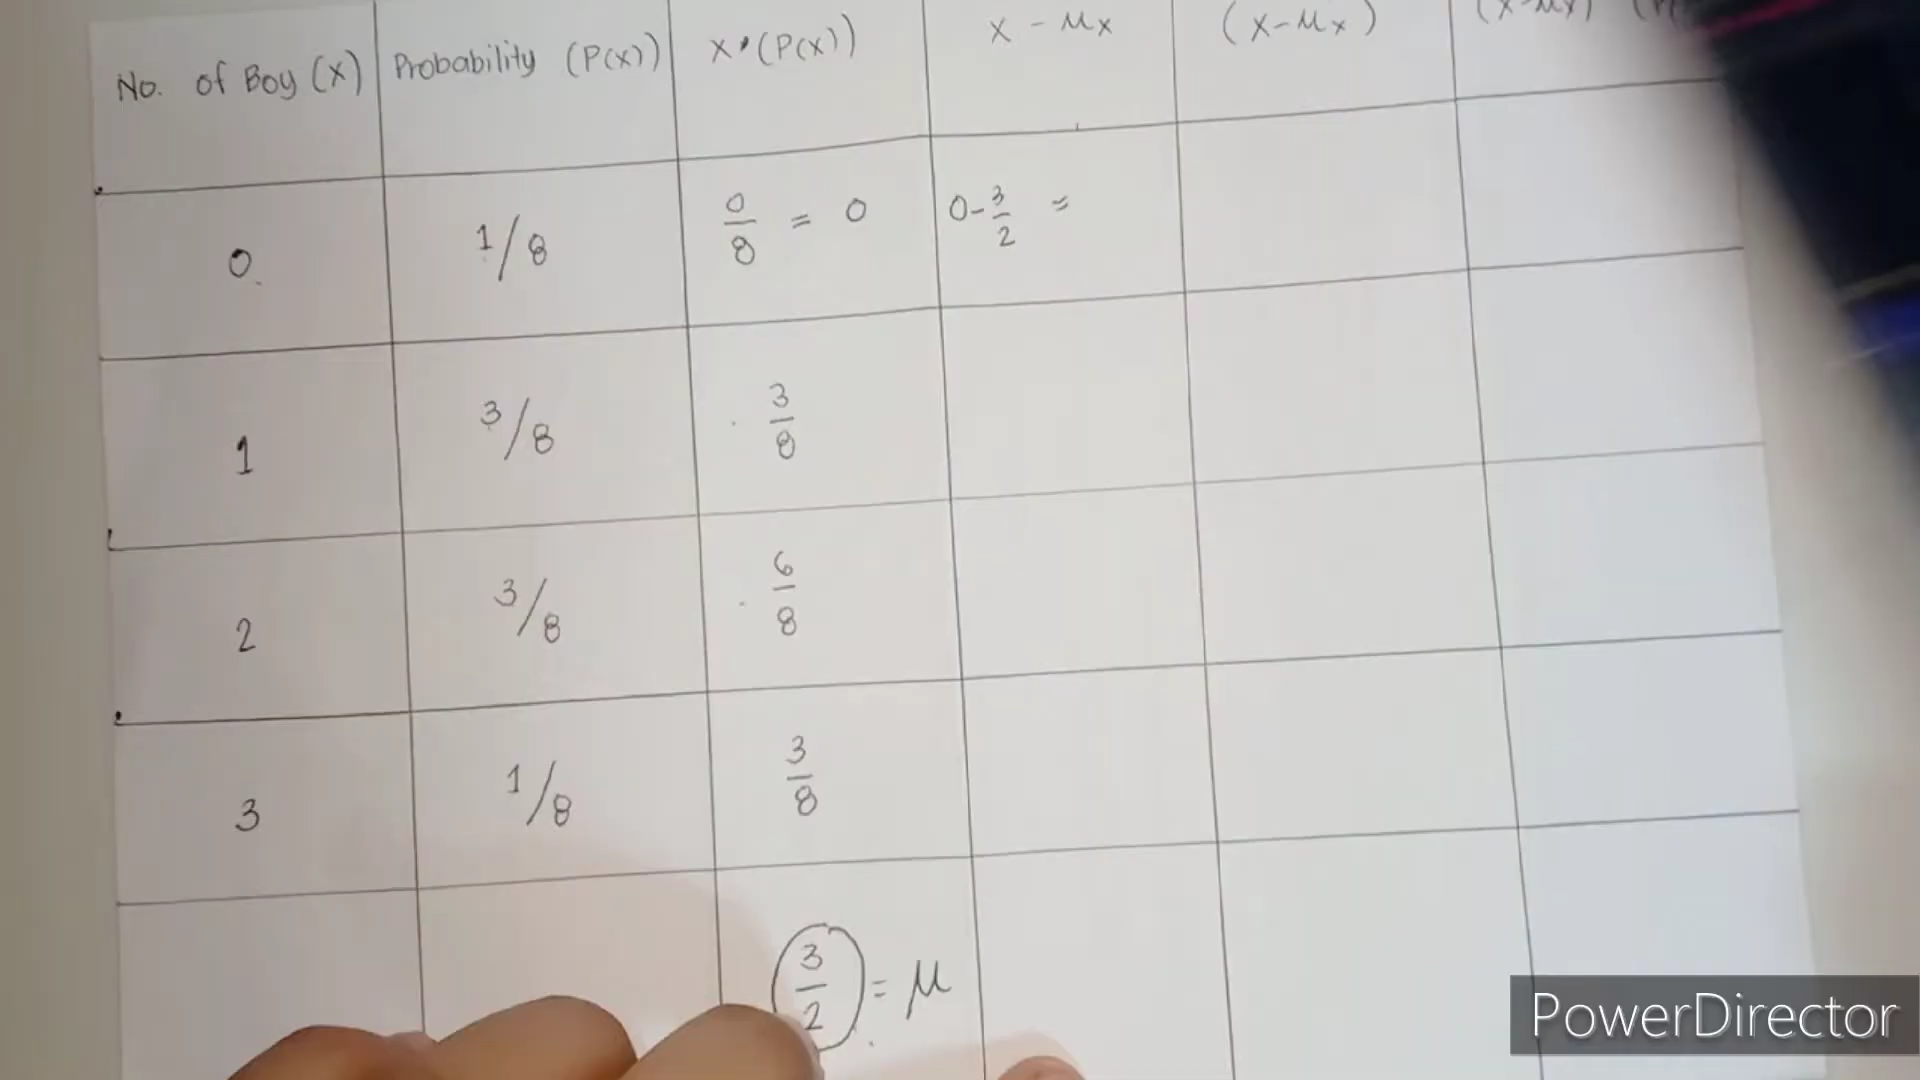 No. of Boy (X) Probability (P(X)) X•(P(X)) X - μx (X-μx)
0 1/8 0/8 = 0 0-3/2 =
1 3/8 3/8
2 3/8 6/8
3 1/8 3/8
3/2 = μ
PowerDirector